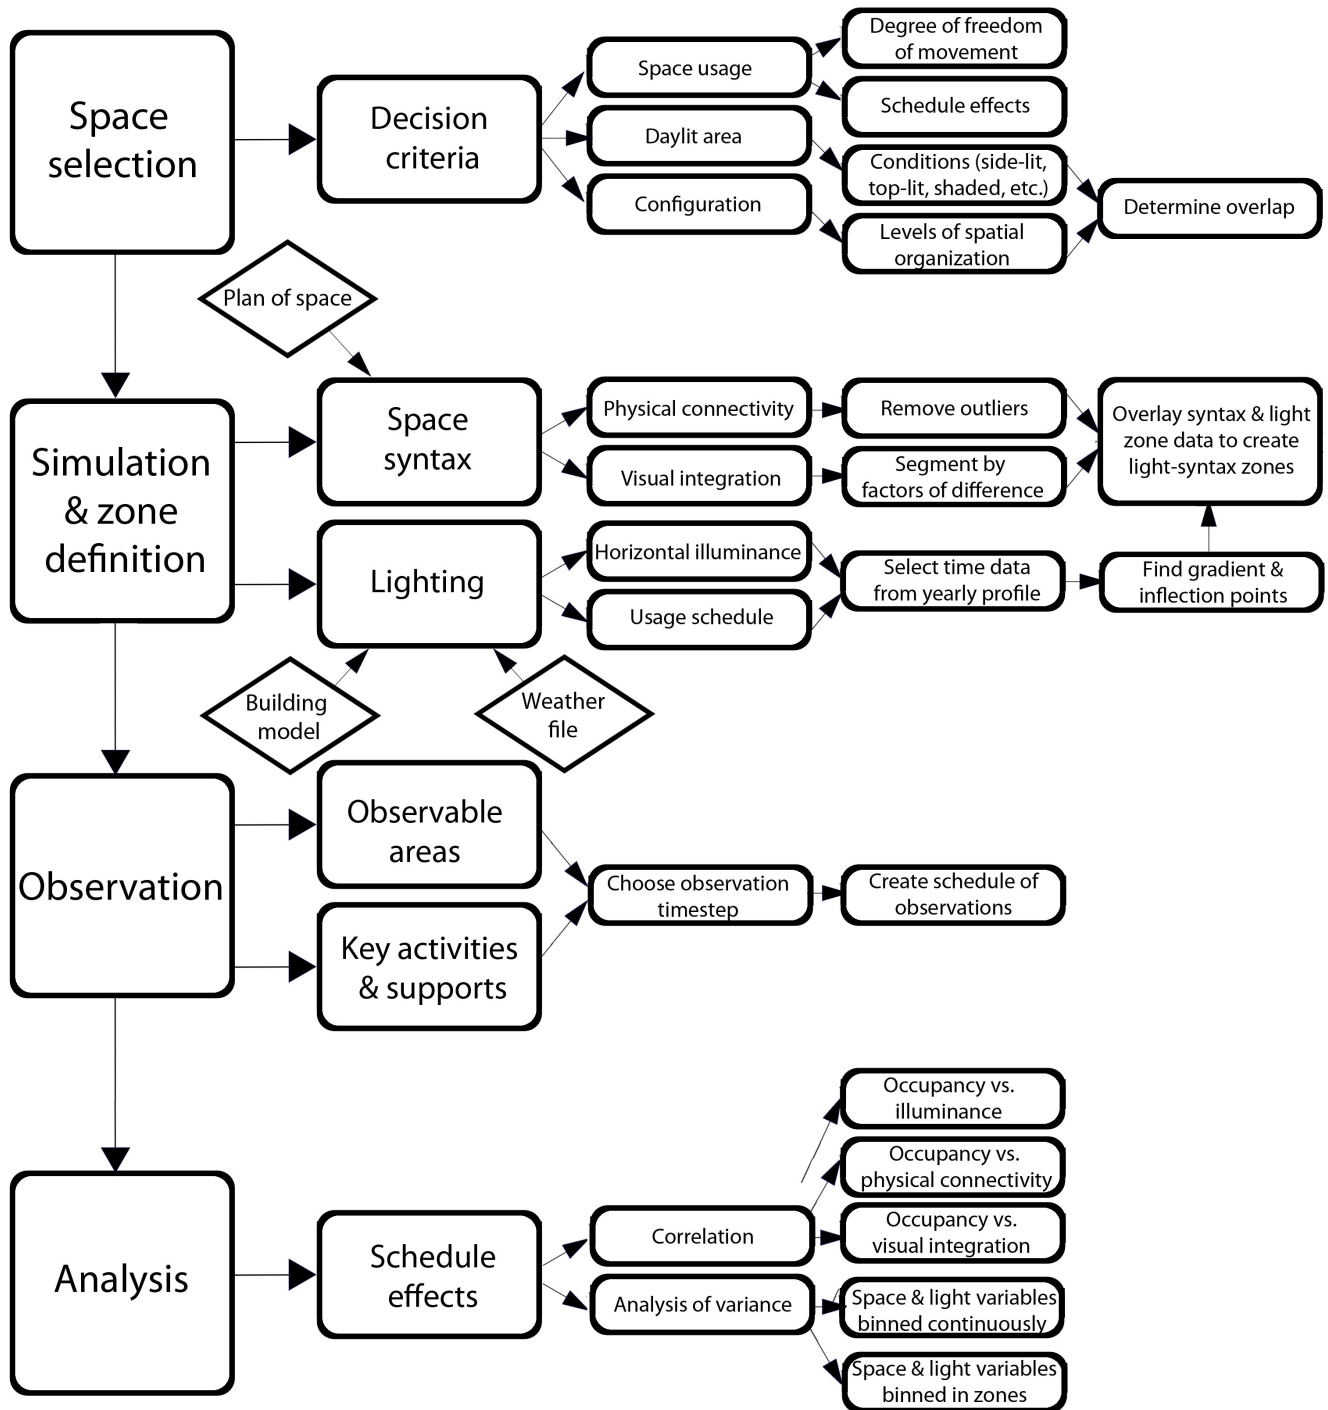 Space
selection
Decision
criteria
Space usage
Daylit area
Configuration
Degree of freedom
of movement
Schedule effects
Conditions (side-lit,
top-lit, shaded, etc.)
Levels of spatial
organization
Determine overlap
Plan of space
Simulation
& zone
definition
Space
syntax
Physical connectivity
Visual integration
Remove outliers
Segment by
factors of difference
Overlay syntax & light
zone data to create
light-syntax zones
Lighting
Horizontal illuminance
Usage schedule
Select time data
from yearly profile
Find gradient &
inflection points
Building
model
Weather
file
Observation
Observable
areas
Key activities
& supports
Choose observation
timestep
Create schedule of
observations
Analysis
Schedule
effects
Correlation
Analysis of variance
Occupancy vs.
illuminance
Occupancy vs.
physical connectivity
Occupancy vs.
visual integration
Space & light variables
binned continuously
Space & light variables
binned in zones